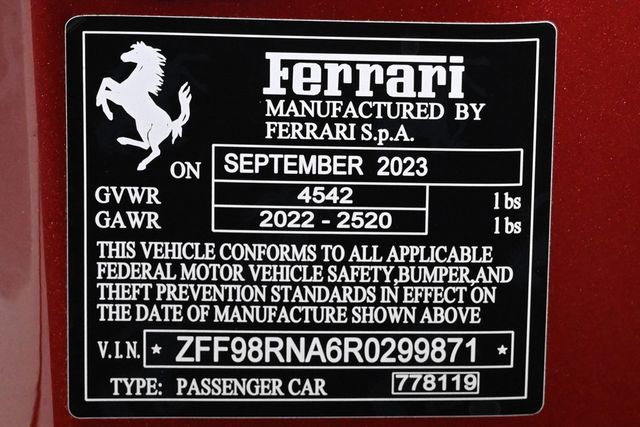 Ferrari
MANUFACTURED BY
FERRARI S.p.A.
ON SEPTEMBER 2023
GVWR 4542 lbs
GAWR 2022 - 2520 lbs
THIS VEHICLE CONFORMS TO ALL APPLICABLE
FEDERAL MOTOR VEHICLE SAFETY,BUMPER,AND
THEFT PREVENTION STANDARDS IN EFFECT ON
THE DATE OF MANUFACTURE SHOWN ABOVE
V.I.N. * ZFF98RNA6R0299871 *
TYPE: PASSENGER CAR 778119